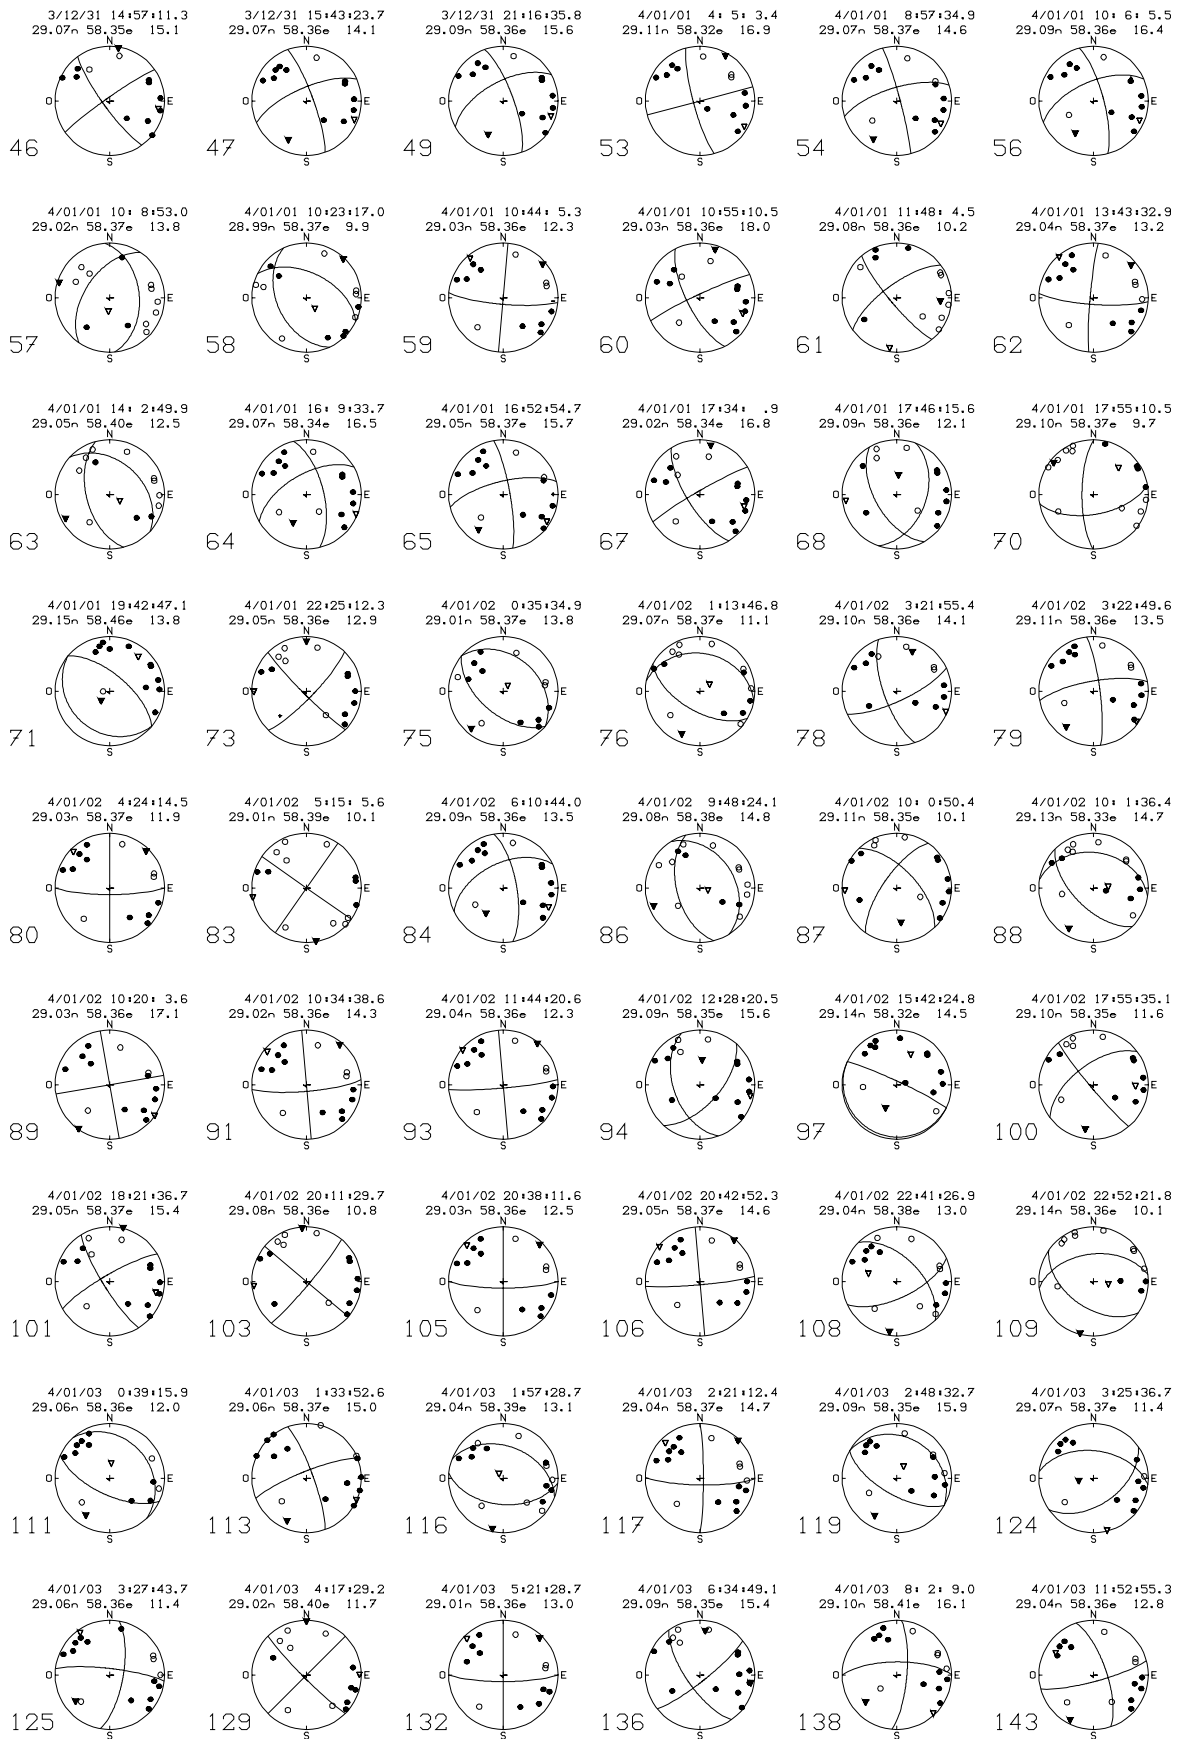 3/12/31 14:57:11.3
29.07n 58.35e 15.1
N
O E
46
S
3/12/31 15:43:23.7
29.07n 58.37e 14.1
N
O E
47
S
3/12/31 21:16:35.8
29.09n 58.36e 15.6
N
O E
49
S
4/01/01 4: 5: 3.4
29.11n 58.32e 16.9
N
O E
53
S
4/01/01 8:57:34.9
29.07n 58.37e 14.6
N
O E
54
S
4/01/01 10: 6: 5.5
29.09n 58.36e 16.4
N
O E
56
S
4/01/01 10: 8:53.0
29.02n 58.37e 13.8
N
O E
57
S
4/01/01 10:23:17.0
28.99n 58.37e 9.9
N
O E
58
S
4/01/01 10:44: 5.3
29.03n 58.36e 12.3
N
O E
59
S
4/01/01 10:55:10.5
29.03n 58.36e 18.0
N
O E
60
S
4/01/01 11:48: 4.5
29.08n 58.36e 10.2
N
O E
61
S
4/01/01 13:43:32.9
29.04n 58.37e 13.2
N
O E
62
S
4/01/01 14: 2:49.9
29.05n 58.40e 12.5
N
O E
63
S
4/01/01 16: 9:33.7
29.07n 58.34e 16.5
N
O E
64
S
4/01/01 16:52:54.7
29.05n 58.37e 15.7
N
O E
65
S
4/01/01 17:34: .9
29.02n 58.34e 16.8
N
O E
67
S
4/01/01 17:46:15.6
29.09n 58.36e 12.1
N
O E
68
S
4/01/01 17:55:10.5
29.10n 58.37e 9.7
N
O E
70
S
4/01/01 19:42:47.1
29.15n 58.46e 13.8
N
O E
71
S
4/01/01 22:25:12.3
29.05n 58.36e 12.9
N
O E
73
S
4/01/02 0:35:34.9
29.01n 58.37e 13.8
N
O E
75
S
4/01/02 1:13:46.8
29.07n 58.37e 11.1
N
O E
76
S
4/01/02 3:21:55.4
29.10n 58.36e 14.1
N
O E
78
S
4/01/02 3:22:49.6
29.11n 58.36e 13.5
N
O E
79
S
4/01/02 4:24:14.5
29.03n 58.37e 11.9
N
O E
80
S
4/01/02 5:15: 5.6
29.01n 58.39e 10.1
N
O E
83
S
4/01/02 6:10:44.0
29.09n 58.36e 13.5
N
O E
84
S
4/01/02 9:48:24.1
29.08n 58.38e 14.8
N
O E
86
S
4/01/02 10: 0:50.4
29.11n 58.35e 10.1
N
O E
87
S
4/01/02 10: 1:36.4
29.13n 58.33e 14.7
N
O E
88
S
4/01/02 10:20: 3.6
29.03n 58.36e 17.1
N
O E
89
S
4/01/02 10:34:38.6
29.02n 58.36e 14.3
N
O E
91
S
4/01/02 11:44:20.6
29.04n 58.36e 12.3
N
O E
93
S
4/01/02 12:28:20.5
29.09n 58.35e 15.6
N
O E
94
S
4/01/02 15:42:24.8
29.14n 58.32e 14.5
N
O E
97
S
4/01/02 17:55:35.1
29.10n 58.35e 11.6
N
O E
100
S
4/01/02 18:21:36.7
29.05n 58.37e 15.4
N
O E
101
S
4/01/02 20:11:29.7
29.08n 58.36e 10.8
N
O E
103
S
4/01/02 20:38:11.6
29.03n 58.36e 12.5
N
O E
105
S
4/01/02 20:42:52.3
29.05n 58.37e 14.6
N
O E
106
S
4/01/02 22:41:26.9
29.04n 58.38e 13.0
N
O E
108
S
4/01/02 22:52:21.8
29.14n 58.37e 10.1
N
O E
109
S
4/01/03 0:39:15.9
29.06n 58.36e 12.0
N
O E
111
S
4/01/03 1:33:52.6
29.06n 58.37e 15.0
N
O E
113
S
4/01/03 1:57:28.7
29.04n 58.39e 13.1
N
O E
116
S
4/01/03 2:21:12.4
29.04n 58.37e 14.7
N
O E
117
S
4/01/03 2:48:32.7
29.09n 58.35e 15.9
N
O E
119
S
4/01/03 3:25:36.7
29.07n 58.37e 11.4
N
O E
124
S
4/01/03 3:27:43.7
29.06n 58.36e 11.4
N
O E
125
S
4/01/03 4:17:29.2
29.02n 58.40e 11.7
N
O E
129
S
4/01/03 5:21:28.7
29.01n 58.36e 13.0
N
O E
132
S
4/01/03 6:34:49.1
29.09n 58.35e 15.4
N
O E
136
S
4/01/03 8: 2: 9.0
29.10n 58.41e 16.1
N
O E
138
S
4/01/03 11:52:55.3
29.04n 58.36e 12.8
N
O E
143
S